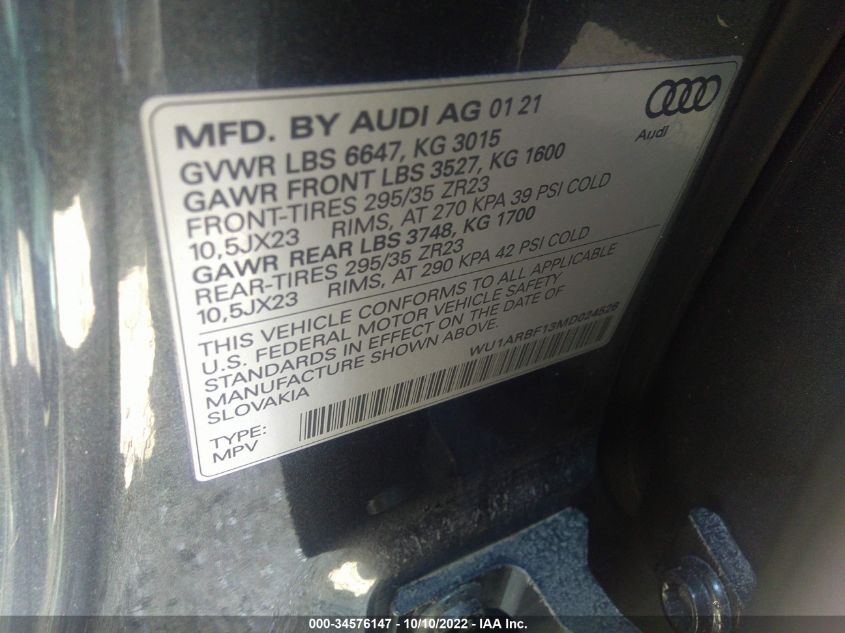 MFD. BY AUDI AG 01 21
Audi
GVWR LBS 6647, KG 3015
GAWR FRONT LBS 3527, KG 1600
FRONT-TIRES 295/35 ZR23
10,5JX23 RIMS, AT 270 KPA 39 PSI COLD
GAWR REAR LBS 3748, KG 1700
REAR-TIRES 295/35 ZR23
10,5JX23 RIMS, AT 290 KPA 42 PSI COLD
THIS VEHICLE CONFORMS TO ALL APPLICABLE
U.S. FEDERAL MOTOR VEHICLE SAFETY
STANDARDS IN EFFECT ON THE DATE OF
MANUFACTURE SHOWN ABOVE.
SLOVAKIA
WU1ARBF13MD024526
TYPE:
MPV
000-34576147 - 10/10/2022 - IAA Inc.